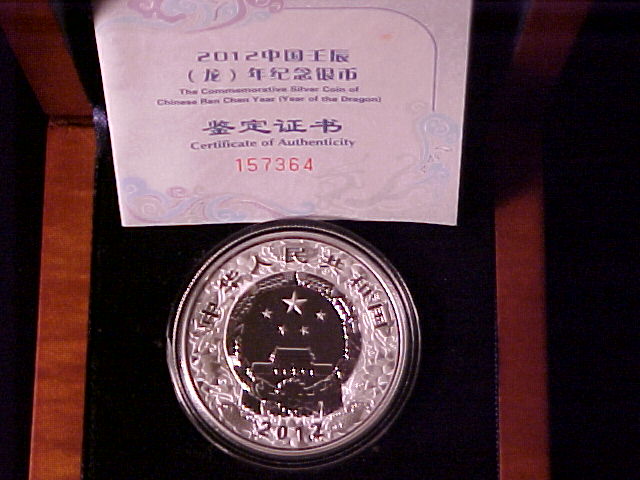 2012中国壬辰
（龙）年纪念银币
The Commemorative Silver Coin of
Chinese Ren Chen Year (Year of the Dragon)
鉴定证书
Certificate of Authenticity
157364
中华人民共和国
2012